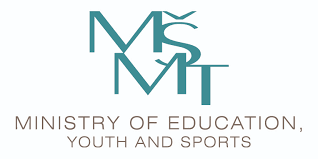 MŠ
MT
MINISTRY OF EDUCATION,
YOUTH AND SPORTS